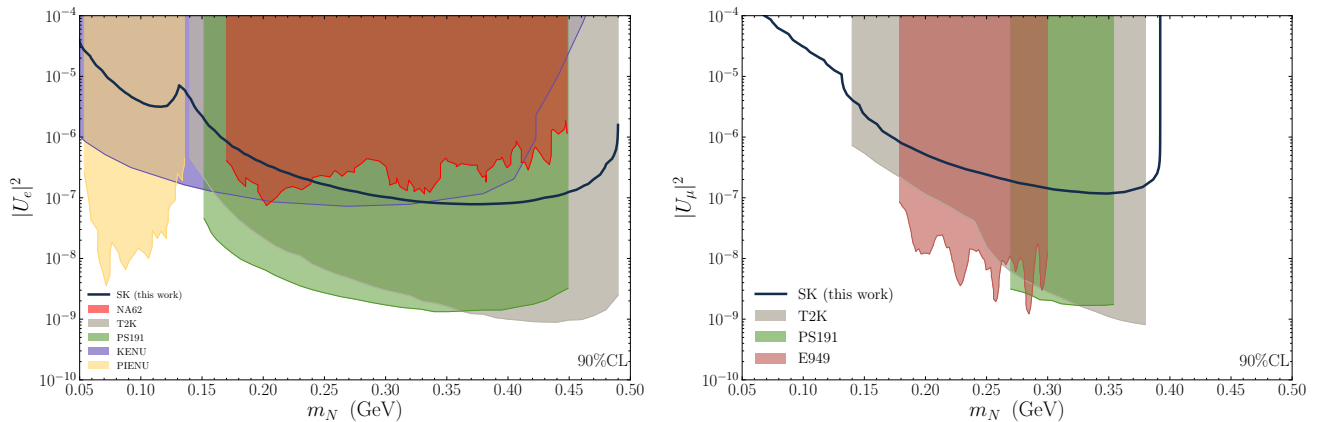 10⁻⁴
10⁻⁵
10⁻⁶
10⁻⁷
10⁻⁸
10⁻⁹
10⁻¹⁰
|U_e|²
SK (this work)
NA62
T2K
PS191
KENU
PIENU
90%CL
0.05 0.10 0.15 0.20 0.25 0.30 0.35 0.40 0.45 0.50
m_N (GeV)
10⁻⁴
10⁻⁵
10⁻⁶
10⁻⁷
10⁻⁸
10⁻⁹
10⁻¹⁰
|U_μ|²
SK (this work)
T2K
PS191
E949
90%CL
0.05 0.10 0.15 0.20 0.25 0.30 0.35 0.40 0.45 0.50
m_N (GeV)